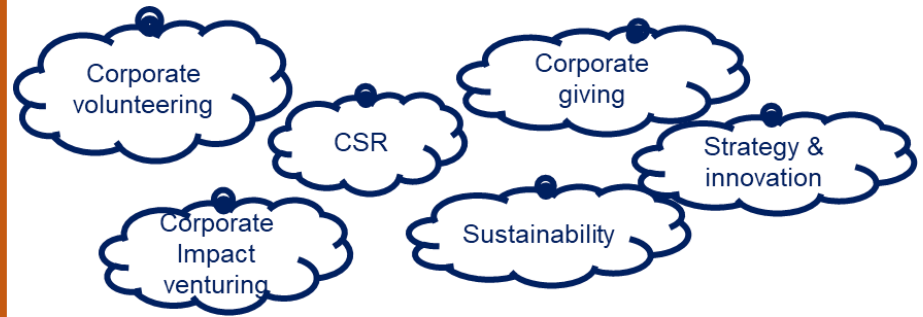 Corporate
volunteering
Corporate
giving
CSR
Strategy &
innovation
Corporate
Impact
venturing
Sustainability